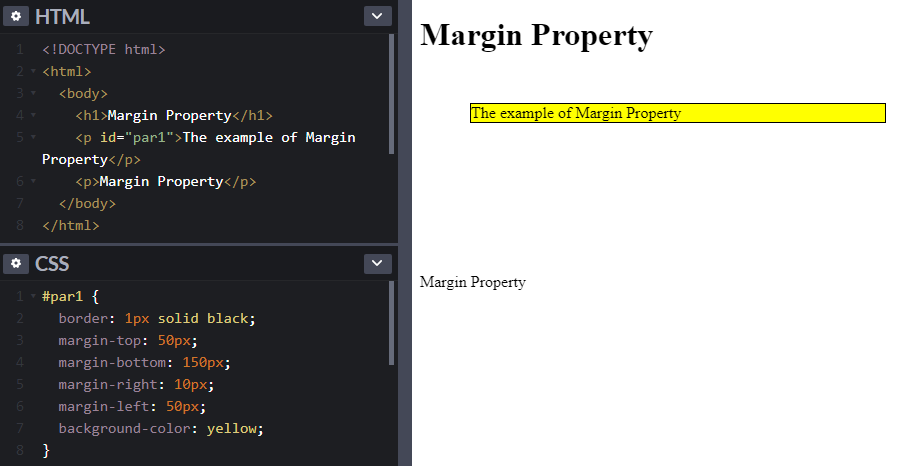 HTML
1 <!DOCTYPE html>
2 <html>
3 <body>
4 <h1>Margin Property</h1>
5 <p id="par1">The example of Margin
Property</p>
6 <p>Margin Property</p>
7 </body>
8 </html>
CSS
1 #par1 {
2 border: 1px solid black;
3 margin-top: 50px;
4 margin-bottom: 150px;
5 margin-right: 10px;
6 margin-left: 50px;
7 background-color: yellow;
8 }
Margin Property
The example of Margin Property
Margin Property